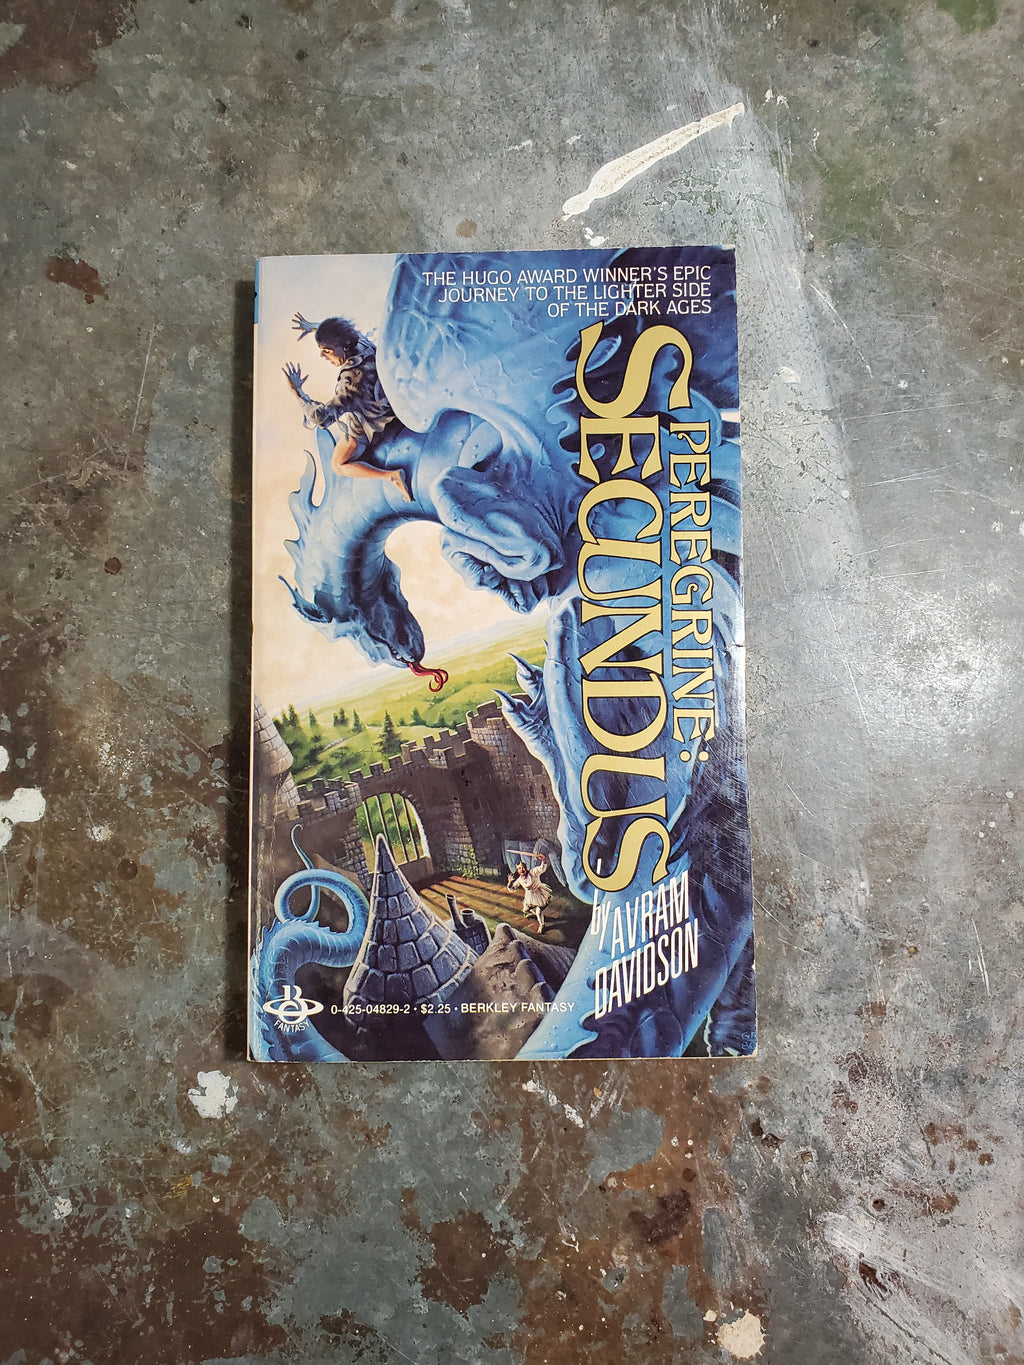 THE HUGO AWARD WINNER'S EPIC
JOURNEY TO THE LIGHTER SIDE
OF THE DARK AGES
PEREGRINE:
SECUNDUS
by AVRAM
DAVIDSON
B
FANTASY
0-425-04829-2 • $2.25 • BERKLEY FANTASY